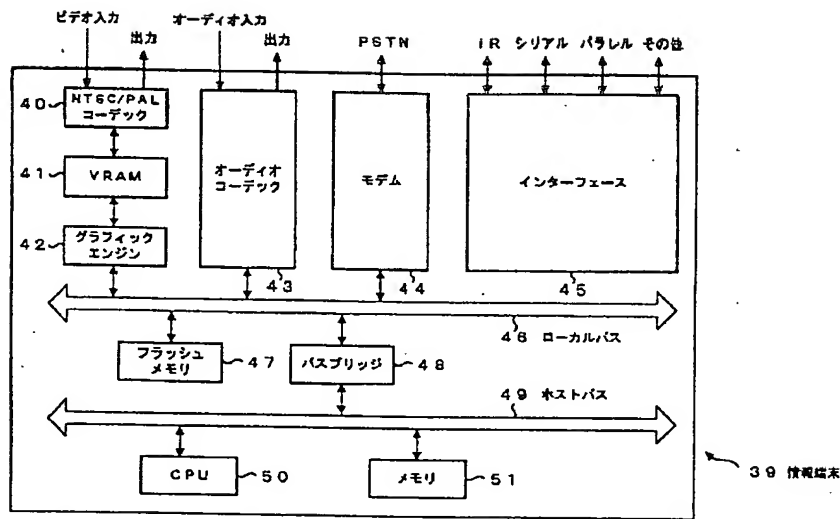 ビデオ入力
出力
オーディオ入力
出力
PSTN
IR シリアル パラレル その他
40
NTSC/PAL
コーデック
オーディオ
コーデック
モデム
インターフェース
41
VRAM
42
グラフィック
エンジン
43
44
45
46 ローカルバス
フラッシュ
メモリ
47
バスブリッジ
48
49 ホストバス
CPU
50
メモリ
51
39 情報端末